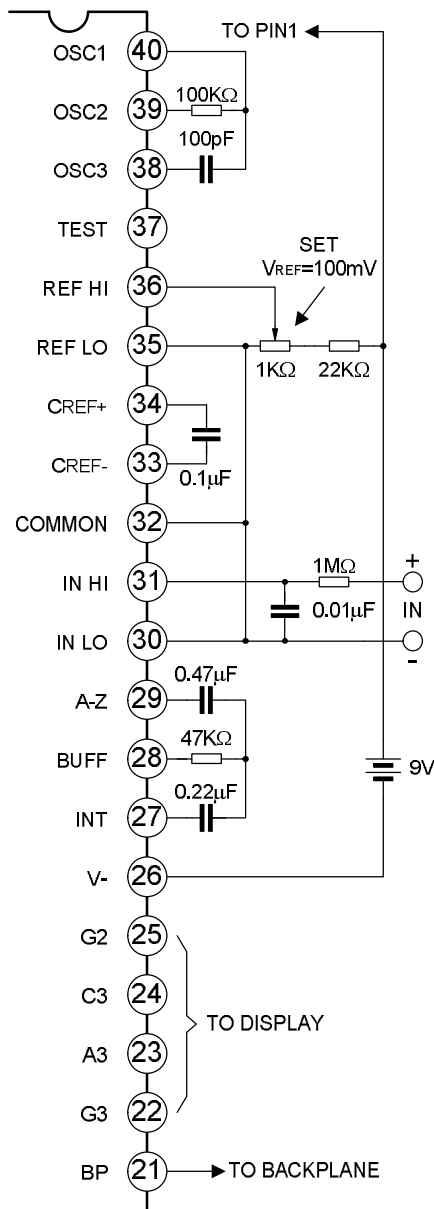 TO PIN1
OSC1 40
OSC2 39 100KΩ
100pF
OSC3 38
TEST 37
SET
VREF=100mV
REF HI 36
REF LO 35
1KΩ 22KΩ
CREF+ 34
CREF- 33
0.1μF
COMMON 32
1MΩ +
IN HI 31
0.01μF IN
IN LO 30 -
0.47μF
A-Z 29
47KΩ
BUFF 28
9V
0.22μF
INT 27
V- 26
G2 25
C3 24
TO DISPLAY
A3 23
G3 22
BP 21 TO BACKPLANE